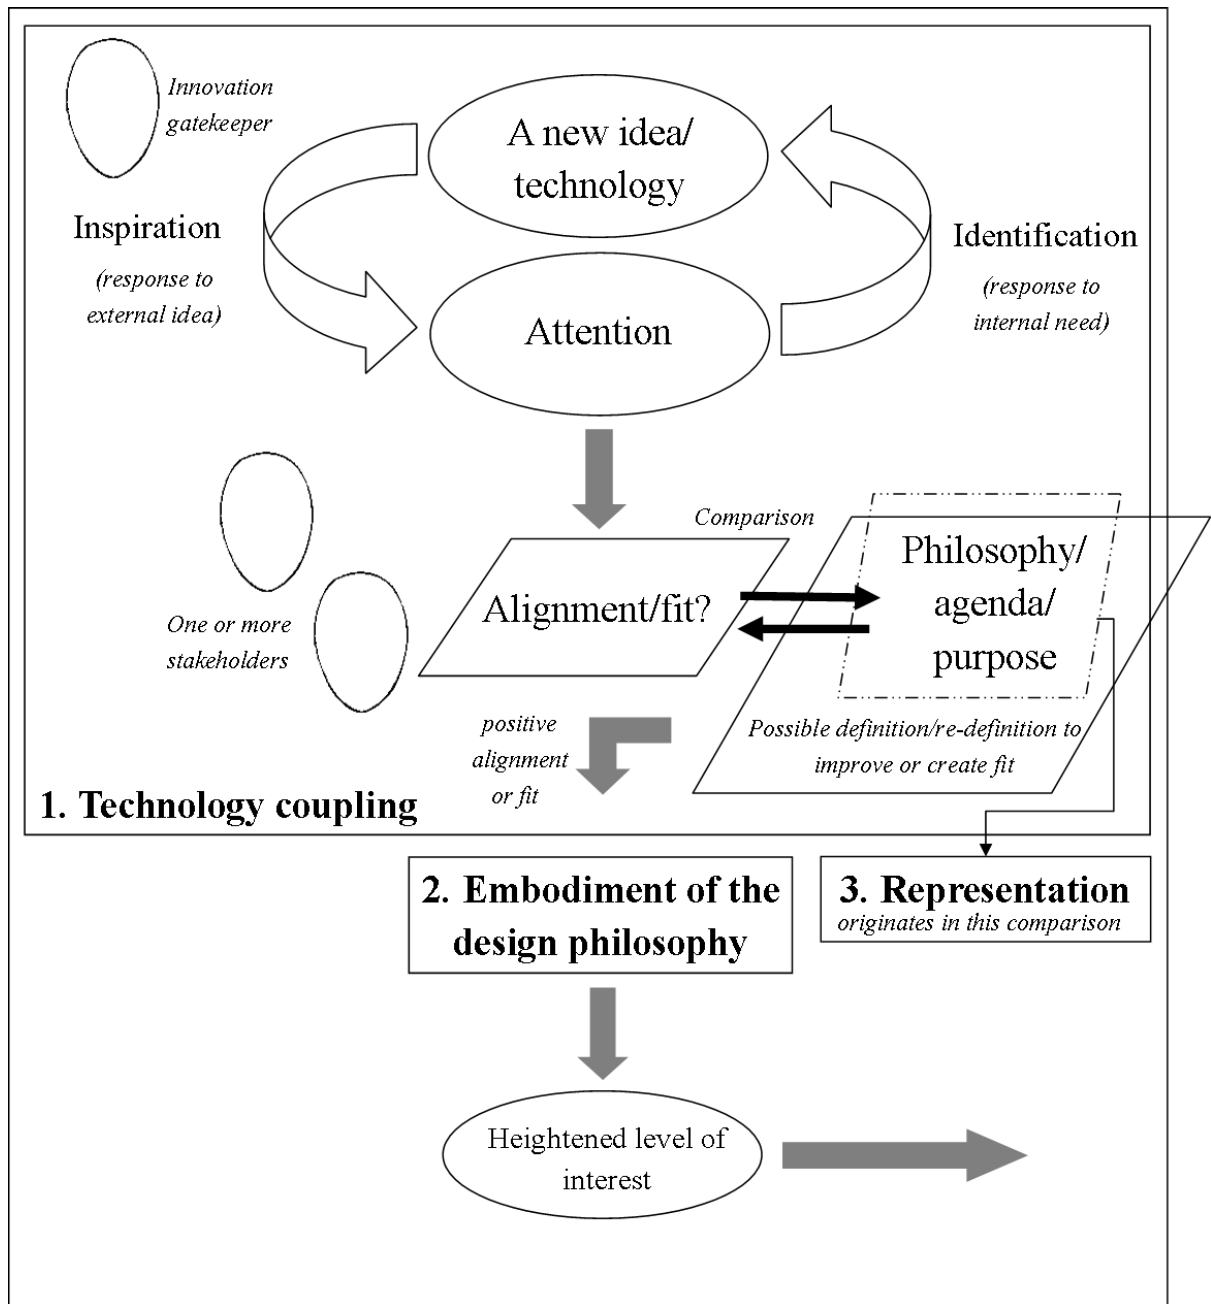 Innovation
gatekeeper
A new idea/
technology
Inspiration
(response to
external idea)
Identification
(response to
internal need)
Attention
Comparison
Alignment/fit?
Philosophy/
agenda/
purpose
One or more
stakeholders
positive
alignment
or fit
Possible definition/re-definition to
improve or create fit
1. Technology coupling
2. Embodiment of the
design philosophy
3. Representation
originates in this comparison
Heightened level of
interest